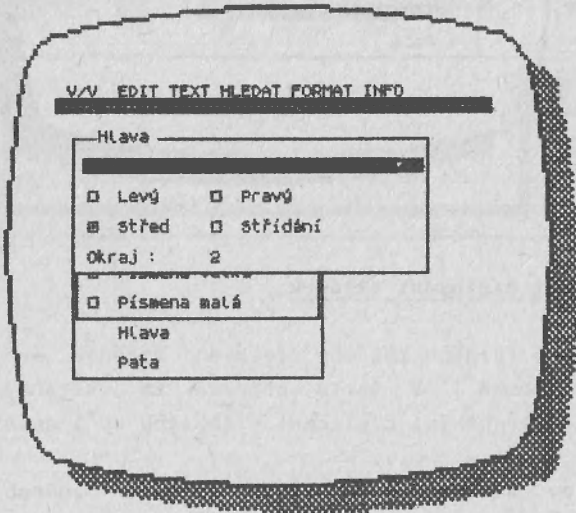 V/V EDIT TEXT HLEDAT FORMAT INFO
Hlava
Levý Pravý
Střed Střídání
Okraj : 2
Písmena malá
Hlava
Pata